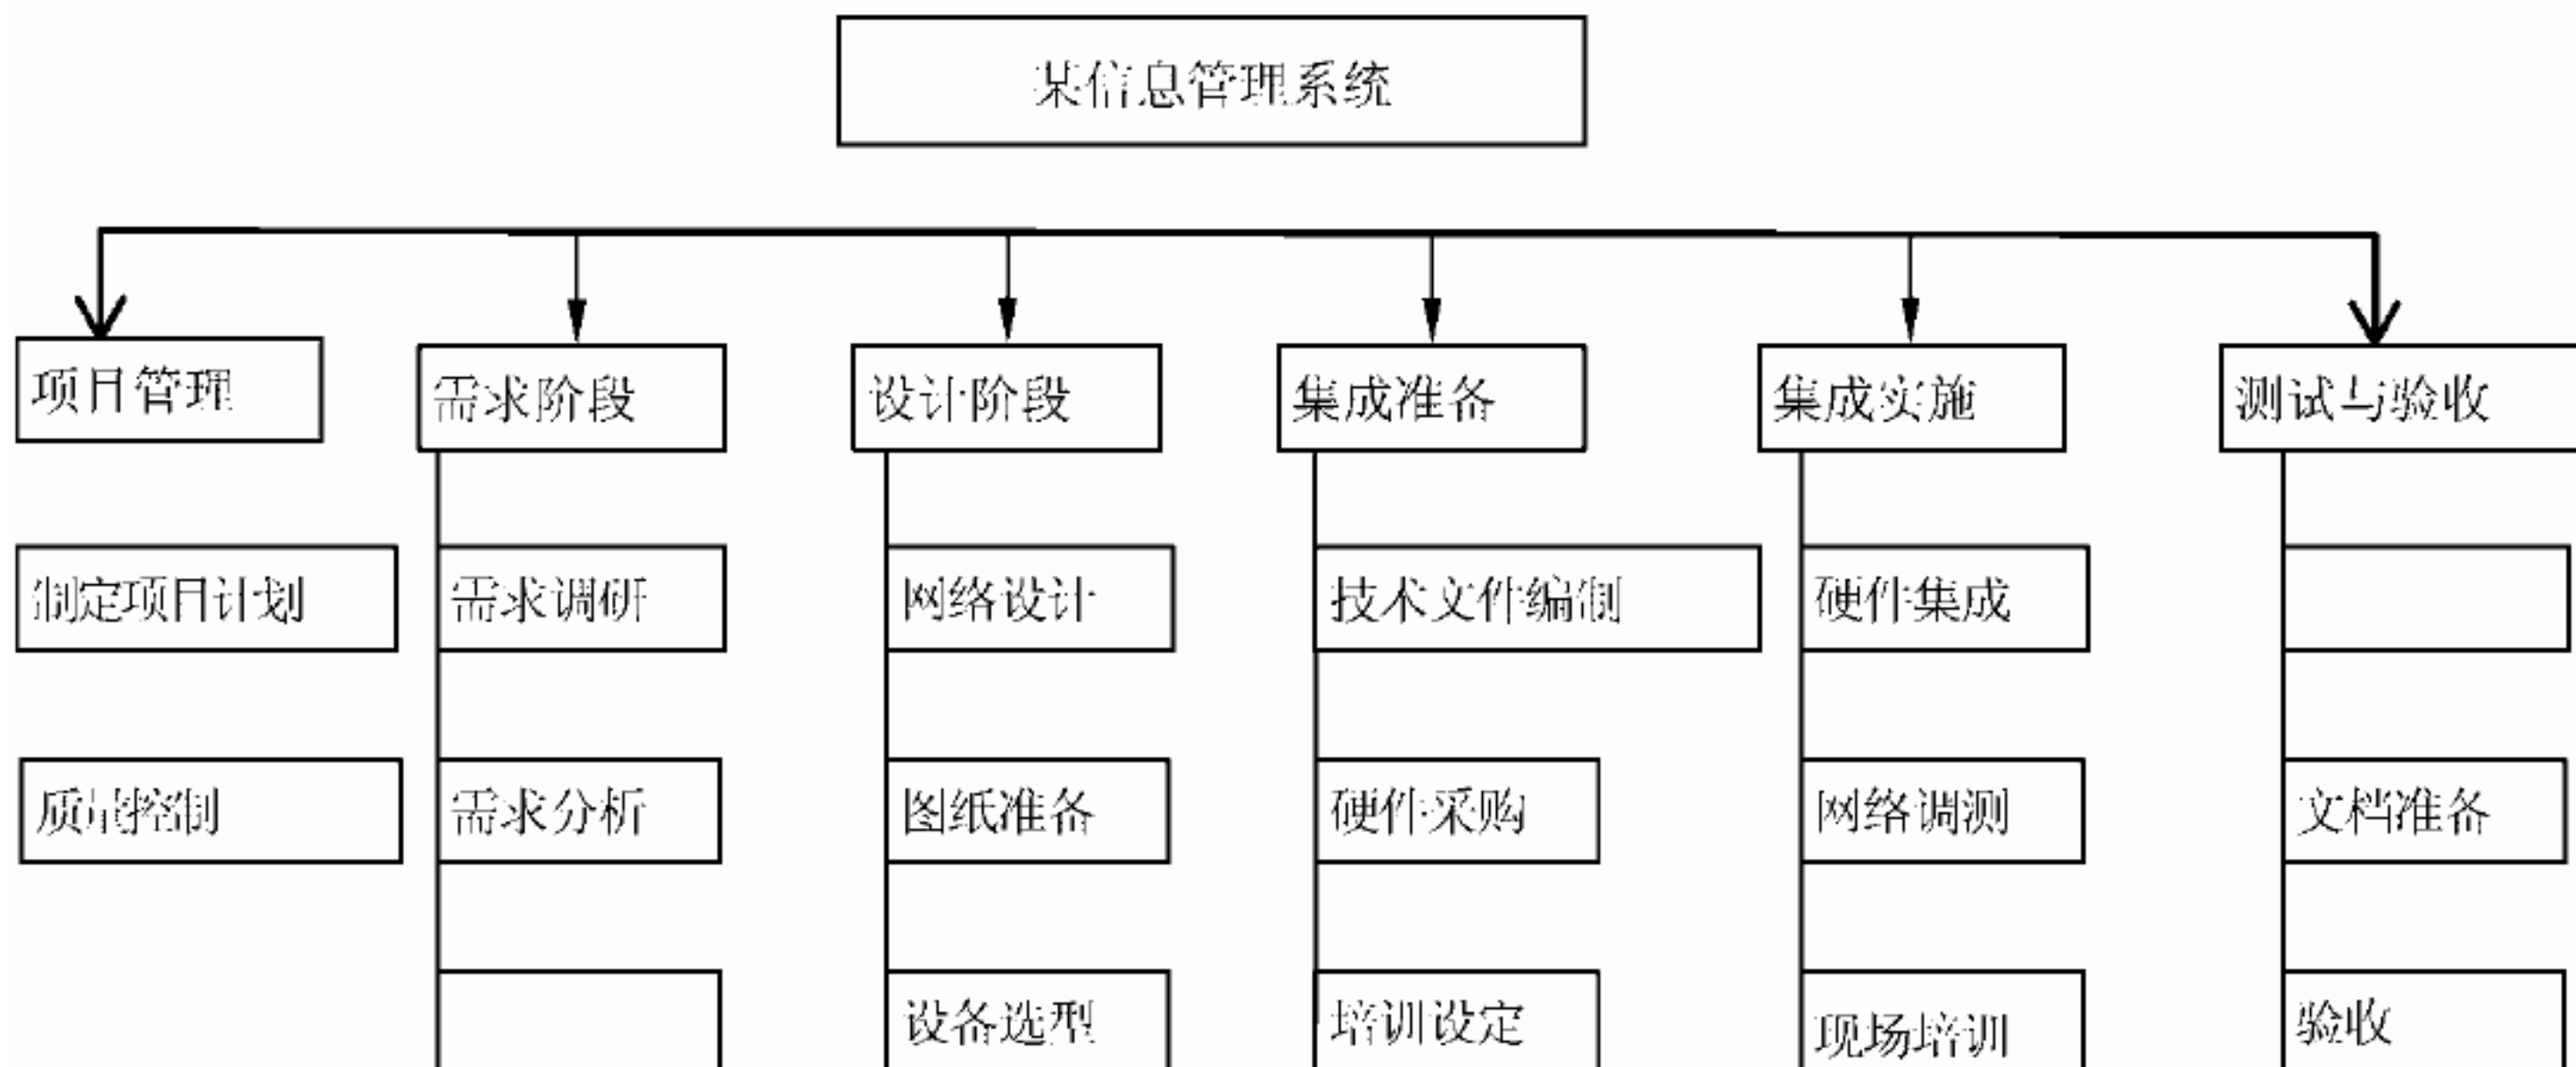 某信息管理系统
项目管理
需求阶段
设计阶段
集成准备
集成实施
测试与验收
制定项目计划
需求调研
网络设计
技术文件编制
硬件集成
质量控制
需求分析
图纸准备
硬件采购
网络调测
文档准备
设备选型
培训设定
现场培训
验收